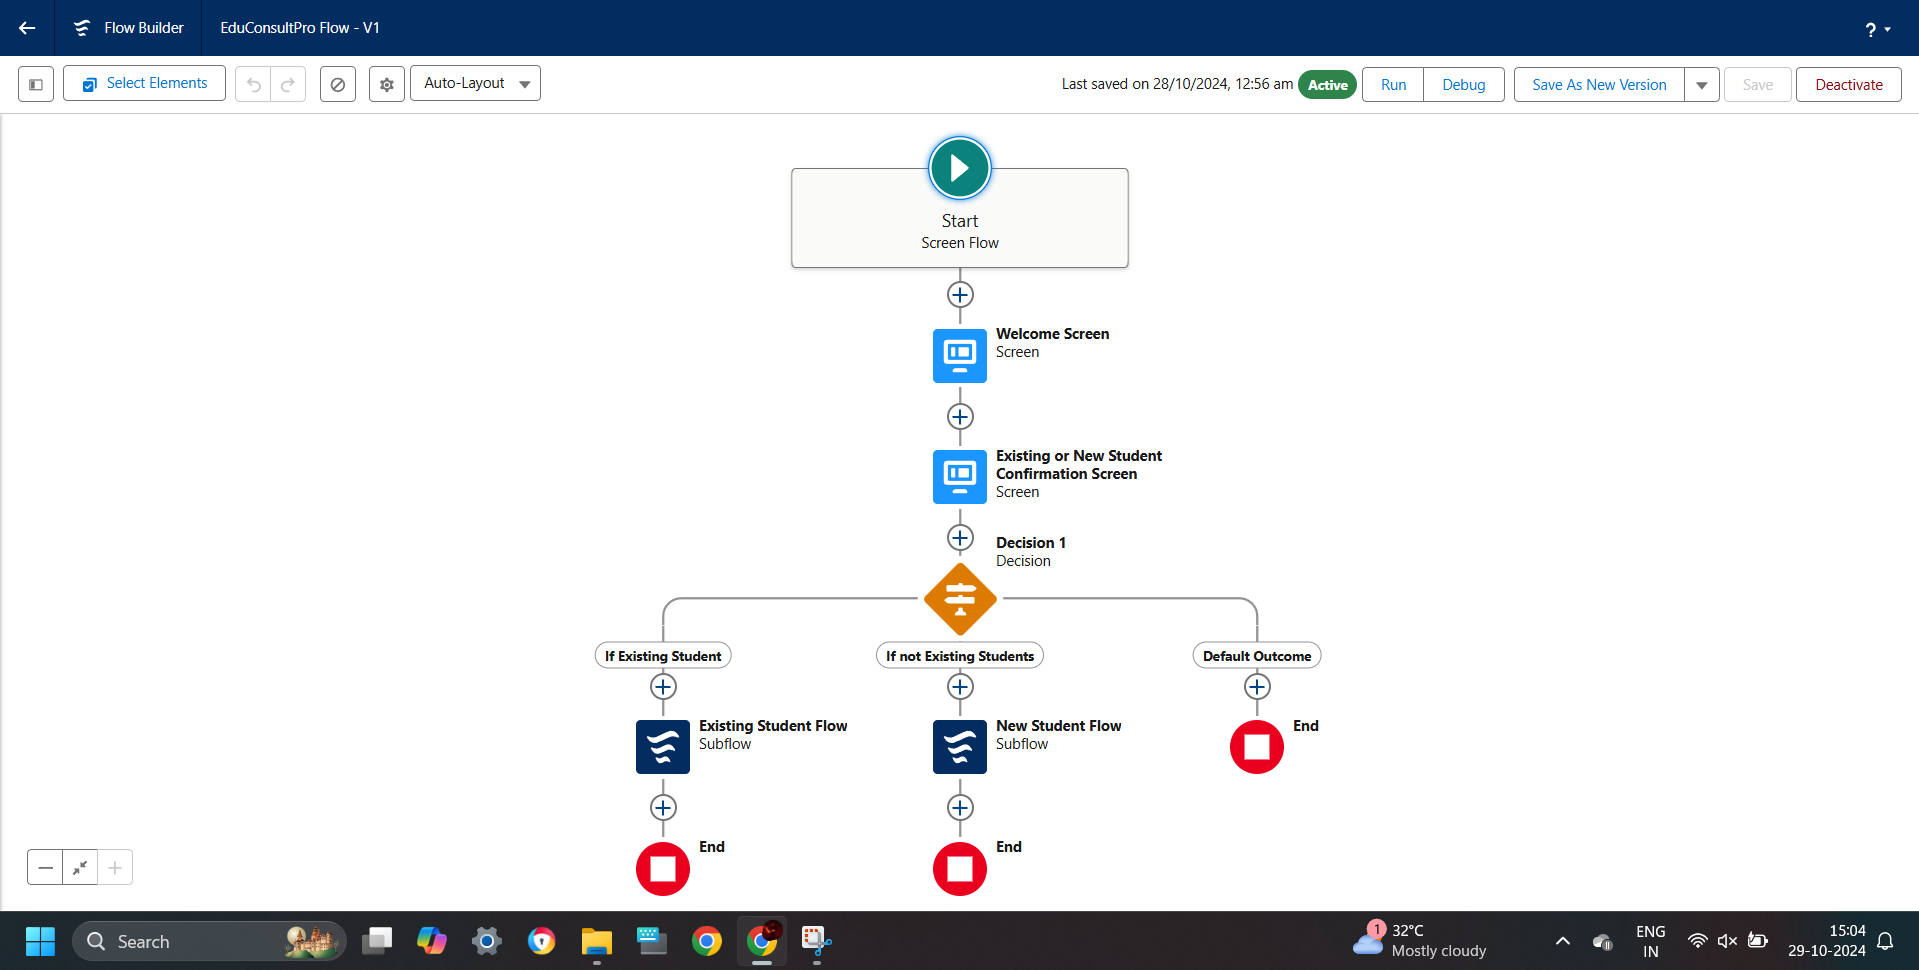 Flow Builder
EduConsultPro Flow - V1
?
Select Elements
Auto-Layout
Last saved on 28/10/2024, 12:56 am
Active
Run
Debug
Save As New Version
Save
Deactivate
Start
Screen Flow
Welcome Screen
Screen
Existing or New Student
Confirmation Screen
Screen
Decision 1
Decision
If Existing Student
If not Existing Students
Default Outcome
Existing Student Flow
Subflow
New Student Flow
Subflow
End
End
End
Search
1
32°C
Mostly cloudy
ENG
IN
15:04
29-10-2024